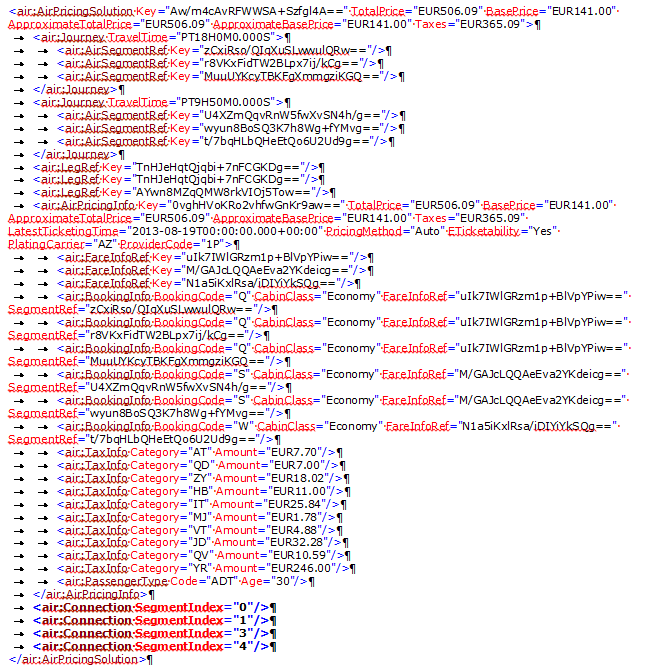 <air:AirPricingSolution Key="Aw/m4cAvRFWWSA+SzfgI4A==" TotalPrice="EUR506.09" BasePrice="EUR141.00"
ApproximateTotalPrice="EUR506.09" ApproximateBasePrice="EUR141.00" Taxes="EUR365.09">¶
<air:Journey TravelTime="PT18H0M0.000S">¶
<air:AirSegmentRef Key="zCxiRso/QIqXuSLwwulQRw=="/>¶
<air:AirSegmentRef Key="r8VKxFidTW2BLpx7ij/kCg=="/>¶
<air:AirSegmentRef Key="MuuUYKcyTBKFgXmmgziKGQ=="/>¶
</air:Journey>¶
<air:Journey TravelTime="PT9H50M0.000S">¶
<air:AirSegmentRef Key="U4XZmQqvRnW5fwXvSN4h/g=="/>¶
<air:AirSegmentRef Key="wyun8BoSQ3K7h8Wg+fYMvg=="/>¶
<air:AirSegmentRef Key="t/7bqHLbQHeEtQo6U2Ud9g=="/>¶
</air:Journey>¶
<air:LegRef Key="TnHJeHqtQjqbi+7nFCGKDg=="/>¶
<air:LegRef Key="TnHJeHqtQjqbi+7nFCGKDg=="/>¶
<air:LegRef Key="AYwn8MZqQMW8rkVIOj5Tow=="/>¶
<air:AirPricingInfo Key="0vghHVoKRo2vhfwGnKr9aw==" TotalPrice="EUR506.09" BasePrice="EUR141.00"
ApproximateTotalPrice="EUR506.09" ApproximateBasePrice="EUR141.00" Taxes="EUR365.09"
LatestTicketingTime="2013-08-19T00:00:00.000+00:00" PricingMethod="Auto" ETicketability="Yes"
PlatingCarrier="AZ" ProviderCode="1P">¶
<air:FareInfoRef Key="uIk7IWlGRzm1p+BlVpYPiw=="/>¶
<air:FareInfoRef Key="M/GAJcLQQAeEva2YKdeicg=="/>¶
<air:FareInfoRef Key="N1a5iKxlRsa/iDIYiYkSQg=="/>¶
<air:BookingInfo BookingCode="Q" CabinClass="Economy" FareInfoRef="uIk7IWlGRzm1p+BlVpYPiw=="
SegmentRef="zCxiRso/QIqXuSLwwulQRw=="/>¶
<air:BookingInfo BookingCode="Q" CabinClass="Economy" FareInfoRef="uIk7IWlGRzm1p+BlVpYPiw=="
SegmentRef="r8VKxFidTW2BLpx7ij/kCg=="/>¶
<air:BookingInfo BookingCode="Q" CabinClass="Economy" FareInfoRef="uIk7IWlGRzm1p+BlVpYPiw=="
SegmentRef="MuuUYKcyTBKFgXmmgziKGQ=="/>¶
<air:BookingInfo BookingCode="S" CabinClass="Economy" FareInfoRef="M/GAJcLQQAeEva2YKdeicg=="
SegmentRef="U4XZmQqvRnW5fwXvSN4h/g=="/>¶
<air:BookingInfo BookingCode="S" CabinClass="Economy" FareInfoRef="M/GAJcLQQAeEva2YKdeicg=="
SegmentRef="wyun8BoSQ3K7h8Wg+fYMvg=="/>¶
<air:BookingInfo BookingCode="W" CabinClass="Economy" FareInfoRef="N1a5iKxlRsa/iDIYiYkSQg=="
SegmentRef="t/7bqHLbQHeEtQo6U2Ud9g=="/>¶
<air:TaxInfo Category="AT" Amount="EUR7.70"/>¶
<air:TaxInfo Category="QD" Amount="EUR7.00"/>¶
<air:TaxInfo Category="ZY" Amount="EUR18.02"/>¶
<air:TaxInfo Category="HB" Amount="EUR11.00"/>¶
<air:TaxInfo Category="IT" Amount="EUR25.84"/>¶
<air:TaxInfo Category="MJ" Amount="EUR1.78"/>¶
<air:TaxInfo Category="VT" Amount="EUR4.88"/>¶
<air:TaxInfo Category="JD" Amount="EUR32.28"/>¶
<air:TaxInfo Category="QV" Amount="EUR10.59"/>¶
<air:TaxInfo Category="YR" Amount="EUR246.00"/>¶
<air:PassengerType Code="ADT" Age="30"/>¶
</air:AirPricingInfo>¶
<air:Connection SegmentIndex="0"/>¶
<air:Connection SegmentIndex="1"/>¶
<air:Connection SegmentIndex="3"/>¶
<air:Connection SegmentIndex="4"/>¶
</air:AirPricingSolution>¶